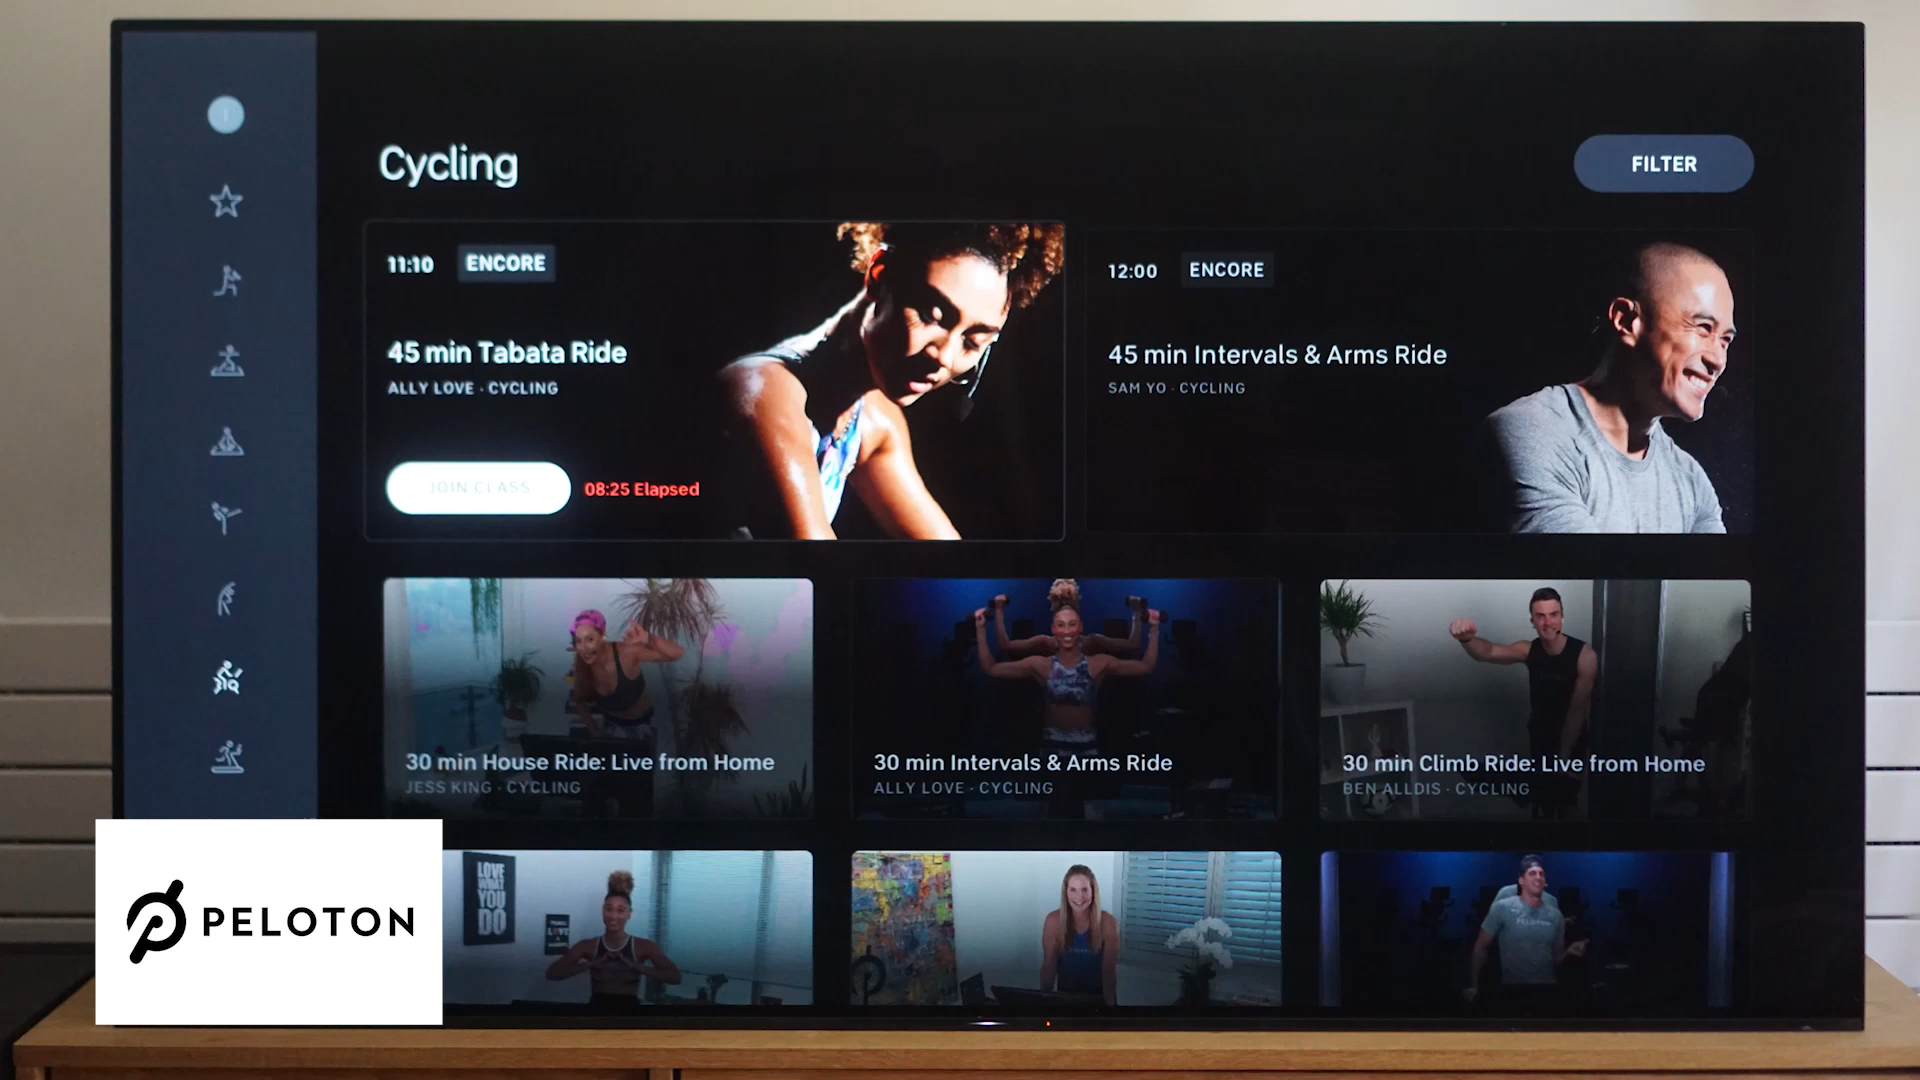 Cycling
FILTER
11:10 ENCORE
45 min Tabata Ride
ALLY LOVE · CYCLING
JOIN CLASS 08:25 Elapsed
12:00 ENCORE
45 min Intervals & Arms Ride
SAM YO · CYCLING
30 min House Ride: Live from Home
JESS KING · CYCLING
30 min Intervals & Arms Ride
ALLY LOVE · CYCLING
30 min Climb Ride: Live from Home
BEN ALLDIS · CYCLING
LOVE
WHAT
YOU
DO
PELOTON